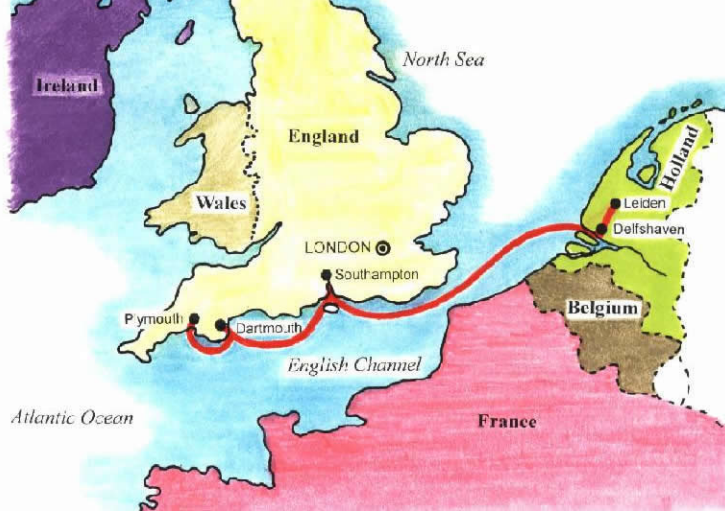 North Sea
Ireland
England
Holland
Wales
Leiden
Delfshaven
LONDON
Southampton
Belgium
Plymouth
Dartmouth
English Channel
Atlantic Ocean
France